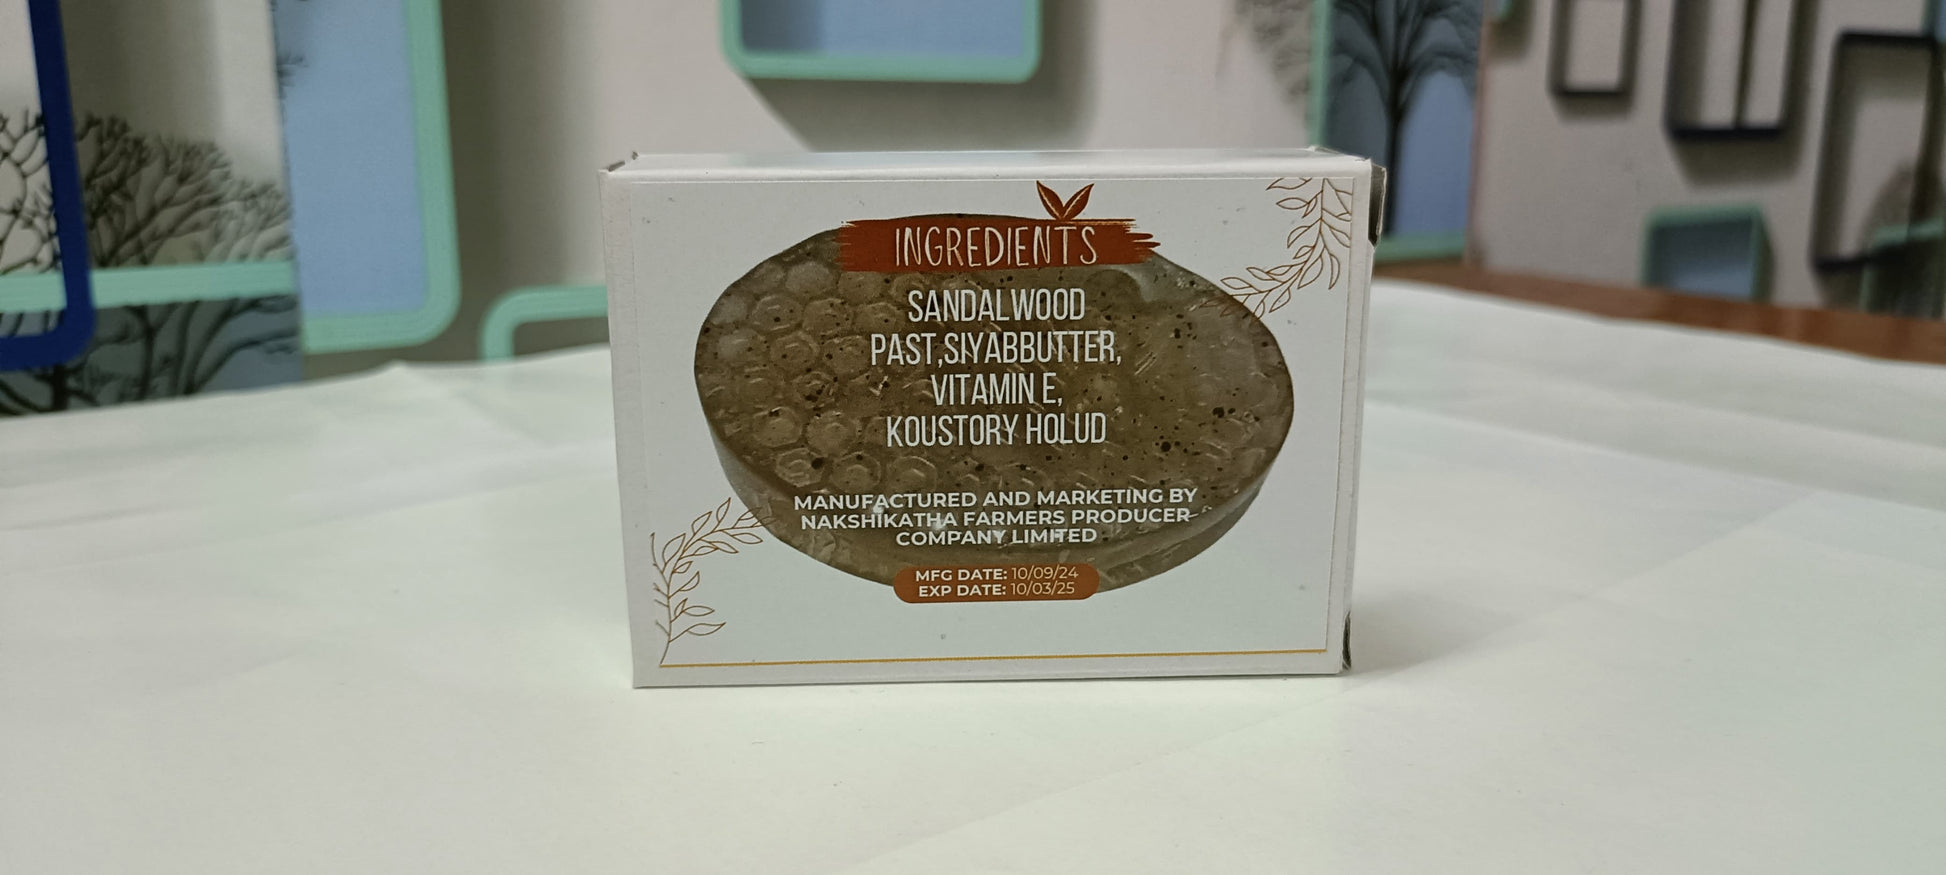 INGREDIENTS
SANDALWOOD
PAST,SIYABBUTTER,
VITAMIN E,
KOUSTORY HOLUD
MANUFACTURED AND MARKETING BY
NAKSHIKATHA FARMERS PRODUCER
COMPANY LIMITED
MFG DATE: 10/09/24
EXP DATE: 10/03/25